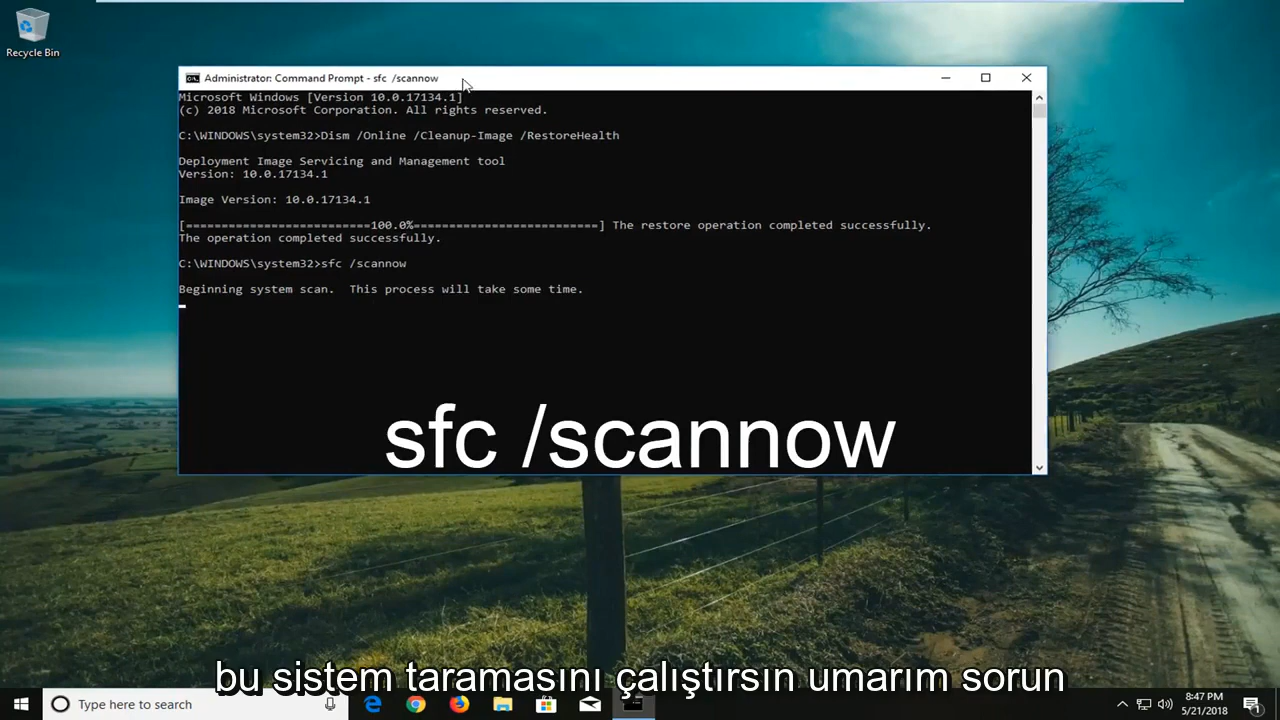 Recycle Bin
Administrator: Command Prompt - sfc  /scannow
Microsoft Windows [Version 10.0.17134.1]
(c) 2018 Microsoft Corporation. All rights reserved.
C:\WINDOWS\system32>Dism /Online /Cleanup-Image /RestoreHealth
Deployment Image Servicing and Management tool
Version: 10.0.17134.1
Image Version: 10.0.17134.1
[==========================100.0%==========================] The restore operation completed successfully.
The operation completed successfully.
C:\WINDOWS\system32>sfc /scannow
Beginning system scan.  This process will take some time.
sfc /scannow
bu sistem taramasını çalıştırsın umarım sorun
Type here to search
8:47 PM
5/21/2018
1